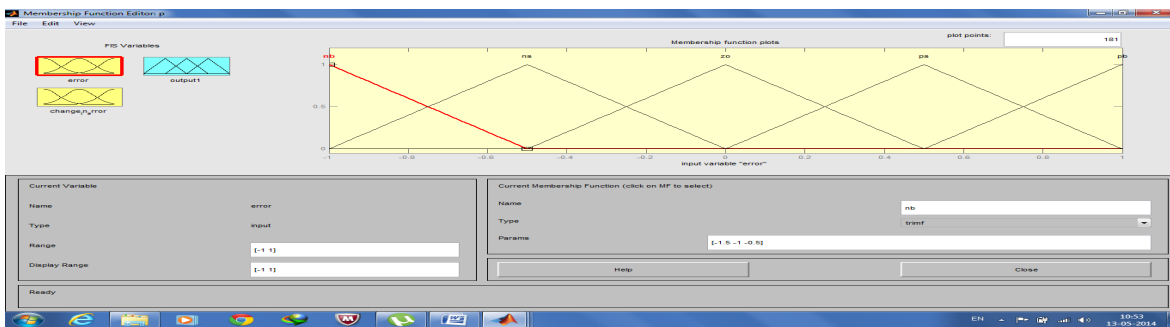 Membership Function Editor: p
File Edit View
FIS Variables
error
output1
change_in_error
Membership function plots
plot points:
181
nb ns zo ps pb
1
0.5
0
-1 -0.8 -0.6 -0.4 -0.2 0 0.2 0.4 0.6 0.8 1
input variable "error"
Current Variable
Name error
Type input
Range [-1 1]
Display Range [-1 1]
Current Membership Function (click on MF to select)
Name nb
Type trimf
Params [-1.5 -1 -0.5]
Help Close
Ready
EN 10:53
13-05-2014